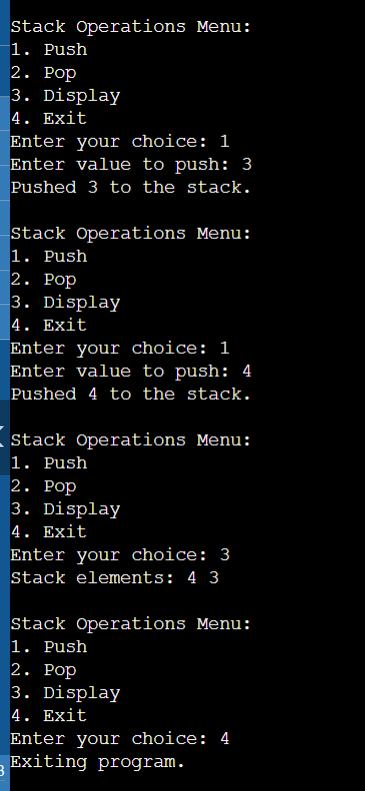 Stack Operations Menu:
1. Push
2. Pop
3. Display
4. Exit
Enter your choice: 1
Enter value to push: 3
Pushed 3 to the stack.

Stack Operations Menu:
1. Push
2. Pop
3. Display
4. Exit
Enter your choice: 1
Enter value to push: 4
Pushed 4 to the stack.

Stack Operations Menu:
1. Push
2. Pop
3. Display
4. Exit
Enter your choice: 3
Stack elements: 4 3

Stack Operations Menu:
1. Push
2. Pop
3. Display
4. Exit
Enter your choice: 4
Exiting program.